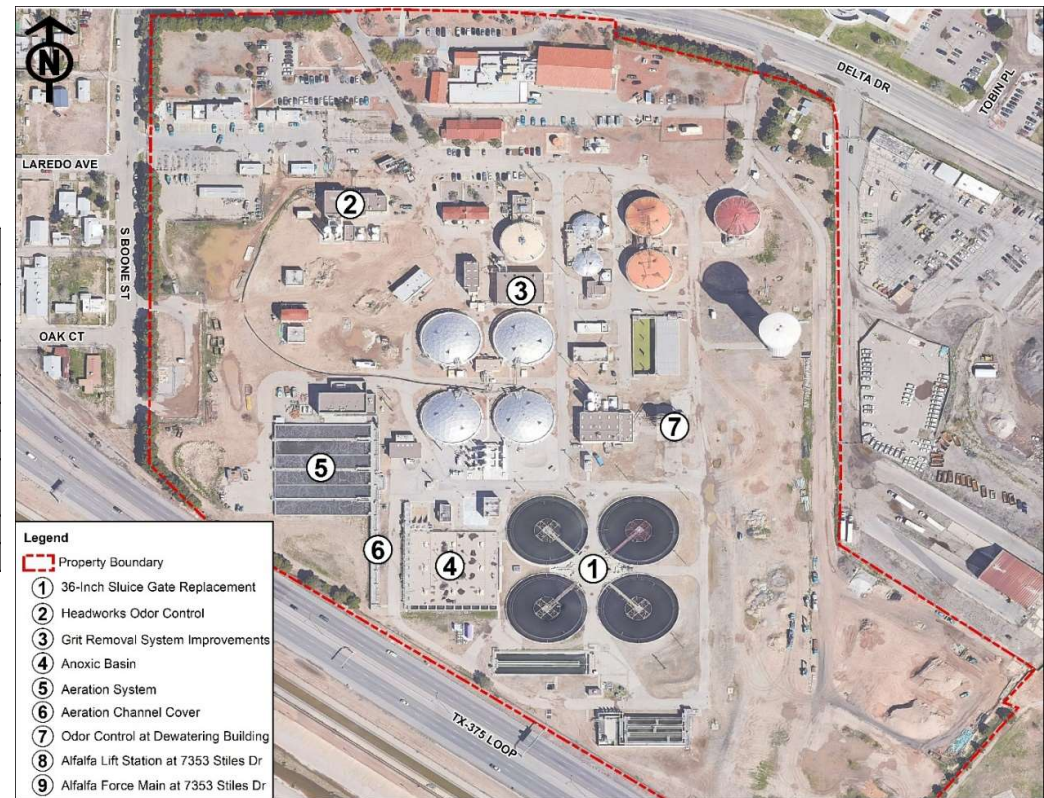 N
DELTA DR
TOBIN PL
LAREDO AVE
S BOONE ST
OAK CT
2
3
7
5
6
4
1
TX-375 LOOP
Legend
Property Boundary
1 36-Inch Sluice Gate Replacement
2 Headworks Odor Control
3 Grit Removal System Improvements
4 Anoxic Basin
5 Aeration System
6 Aeration Channel Cover
7 Odor Control at Dewatering Building
8 Alfalfa Lift Station at 7353 Stiles Dr
9 Alfalfa Force Main at 7353 Stiles Dr